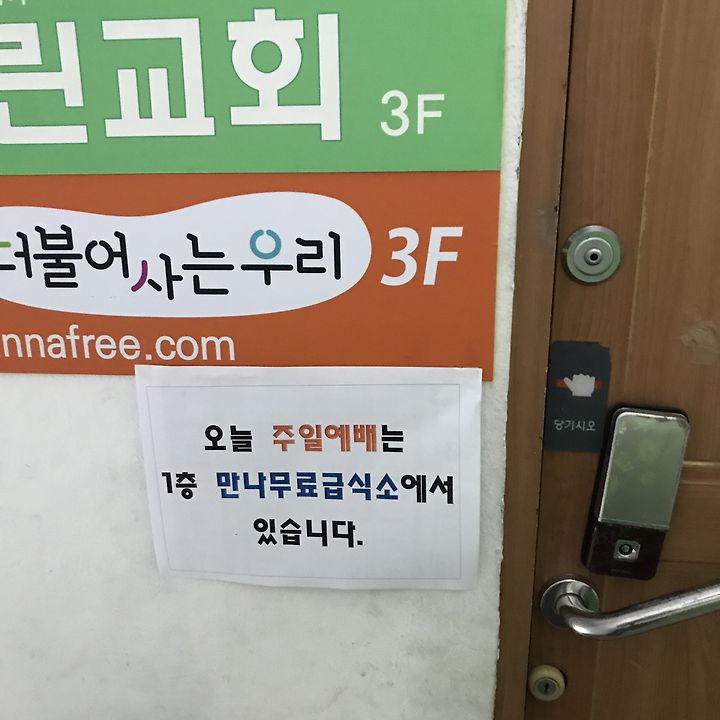 린교회 3F
더불어 사는 우리 3F
nnafree.com
오늘 주일예배는
1층 만나무료급식소에서
있습니다.
당기시오